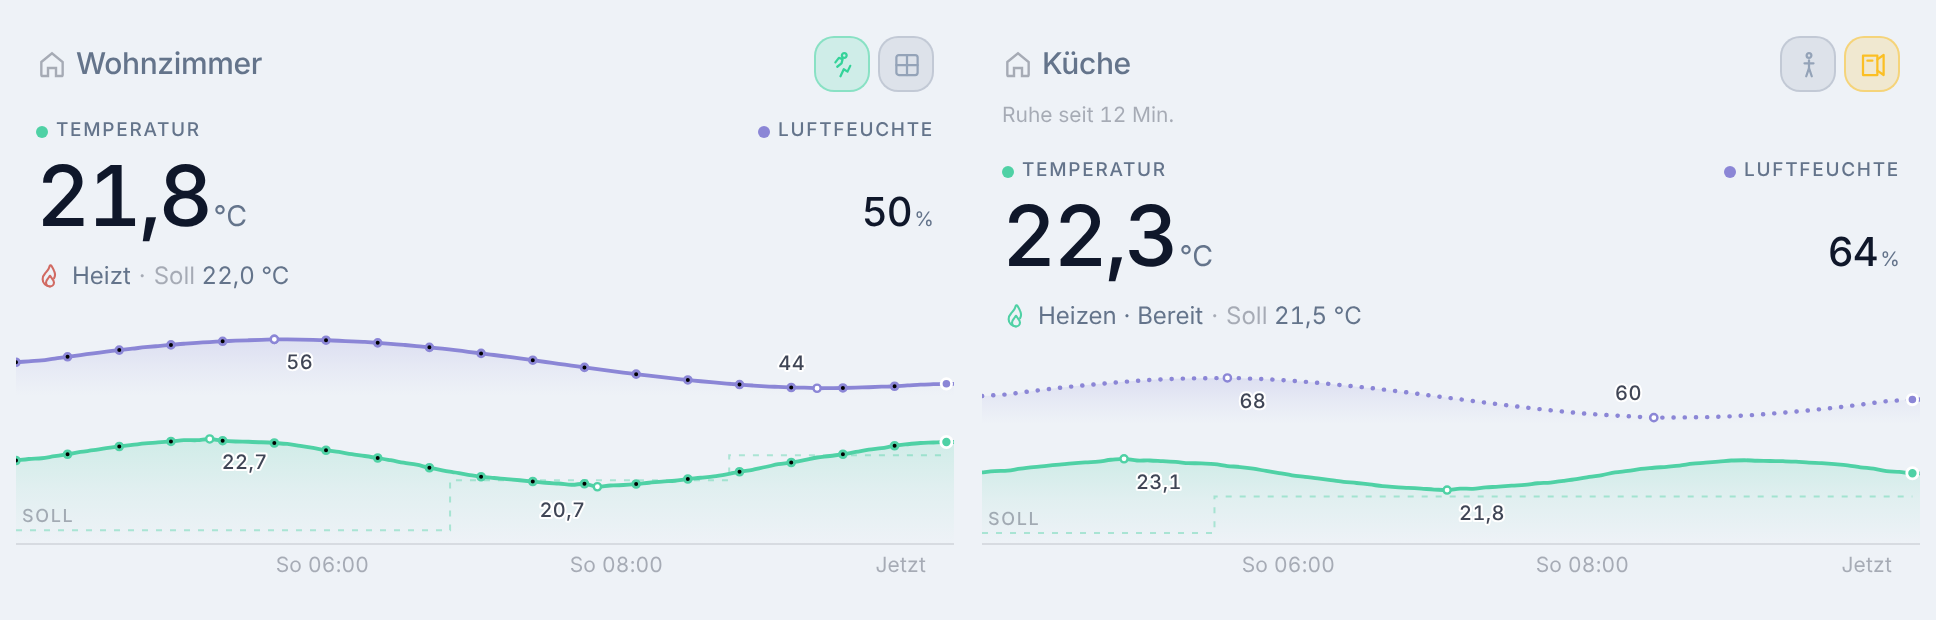 Wohnzimmer
TEMPERATUR
LUFTFEUCHTE
21,8 °C
50 %
Heizt · Soll 22,0 °C
56
44
22,7
20,7
SOLL
So 06:00
So 08:00
Jetzt
Küche
Ruhe seit 12 Min.
TEMPERATUR
LUFTFEUCHTE
22,3 °C
64 %
Heizen · Bereit · Soll 21,5 °C
68
60
23,1
21,8
SOLL
So 06:00
So 08:00
Jetzt